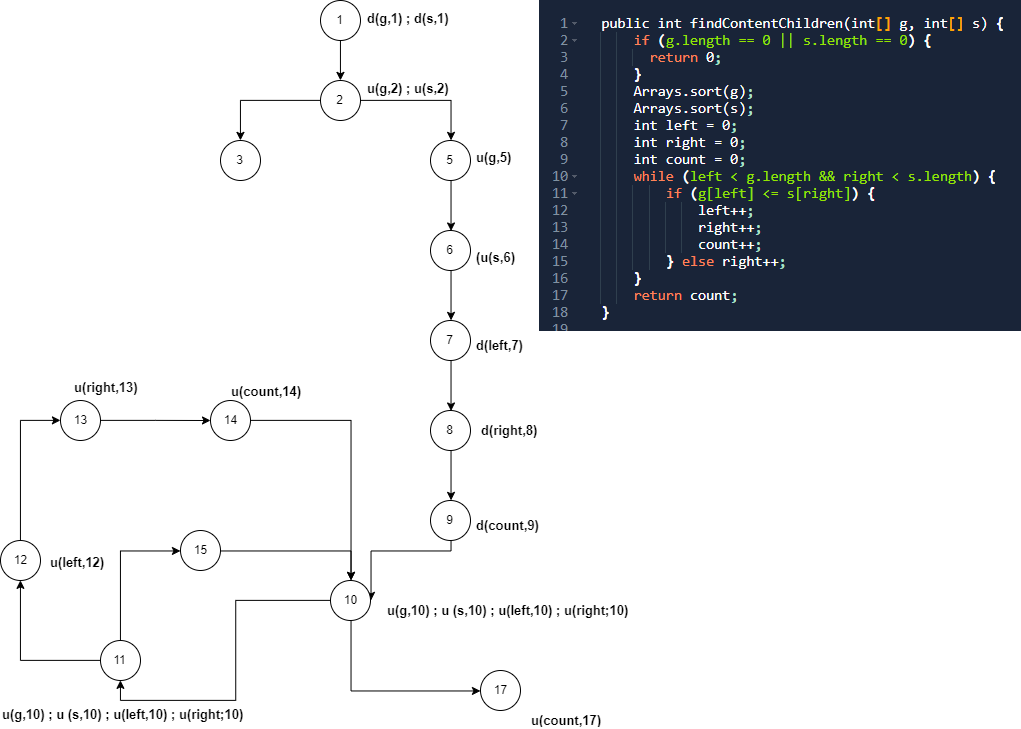 1
d(g,1) ; d(s,1)
2
u(g,2) ; u(s,2)
3
5
u(g,5)
6
(u(s,6)
7
d(left,7)
8
d(right,8)
9
d(count,9)
u(right,13)
13
u(count,14)
14
12
u(left,12)
15
10
u(g,10) ; u (s,10) ; u(left,10) ; u(right;10)
11
u(g,10) ; u (s,10) ; u(left,10) ; u(right;10)
17
u(count,17)
1 public int findContentChildren(int[] g, int[] s) {
2 if (g.length == 0 || s.length == 0) {
3 return 0;
4 }
5 Arrays.sort(g);
6 Arrays.sort(s);
7 int left = 0;
8 int right = 0;
9 int count = 0;
10 while (left < g.length && right < s.length) {
11 if (g[left] <= s[right]) {
12 left++;
13 right++;
14 count++;
15 } else right++;
16 }
17 return count;
18 }
19